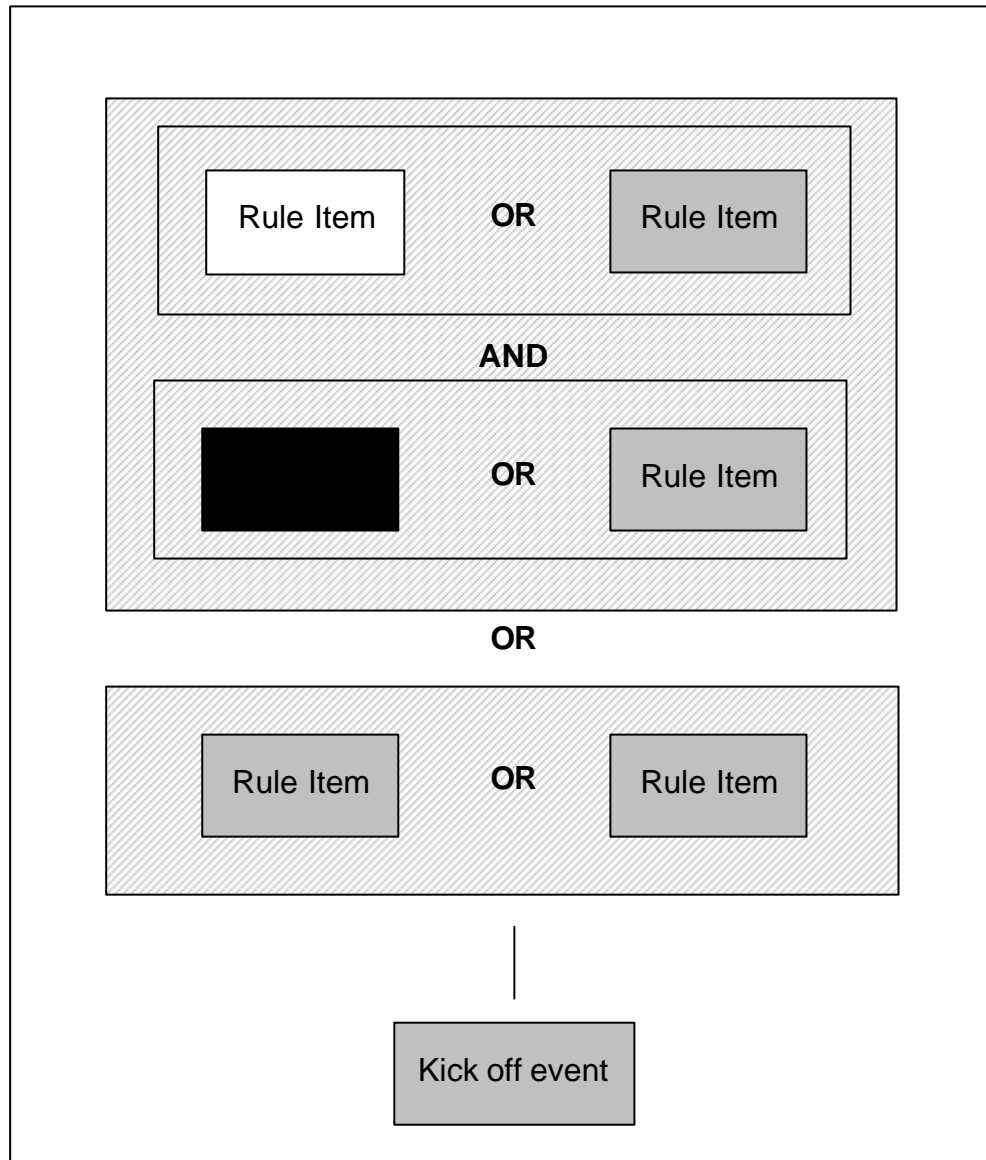 Rule Item OR Rule Item
AND
OR Rule Item
OR
Rule Item OR Rule Item
Kick off event